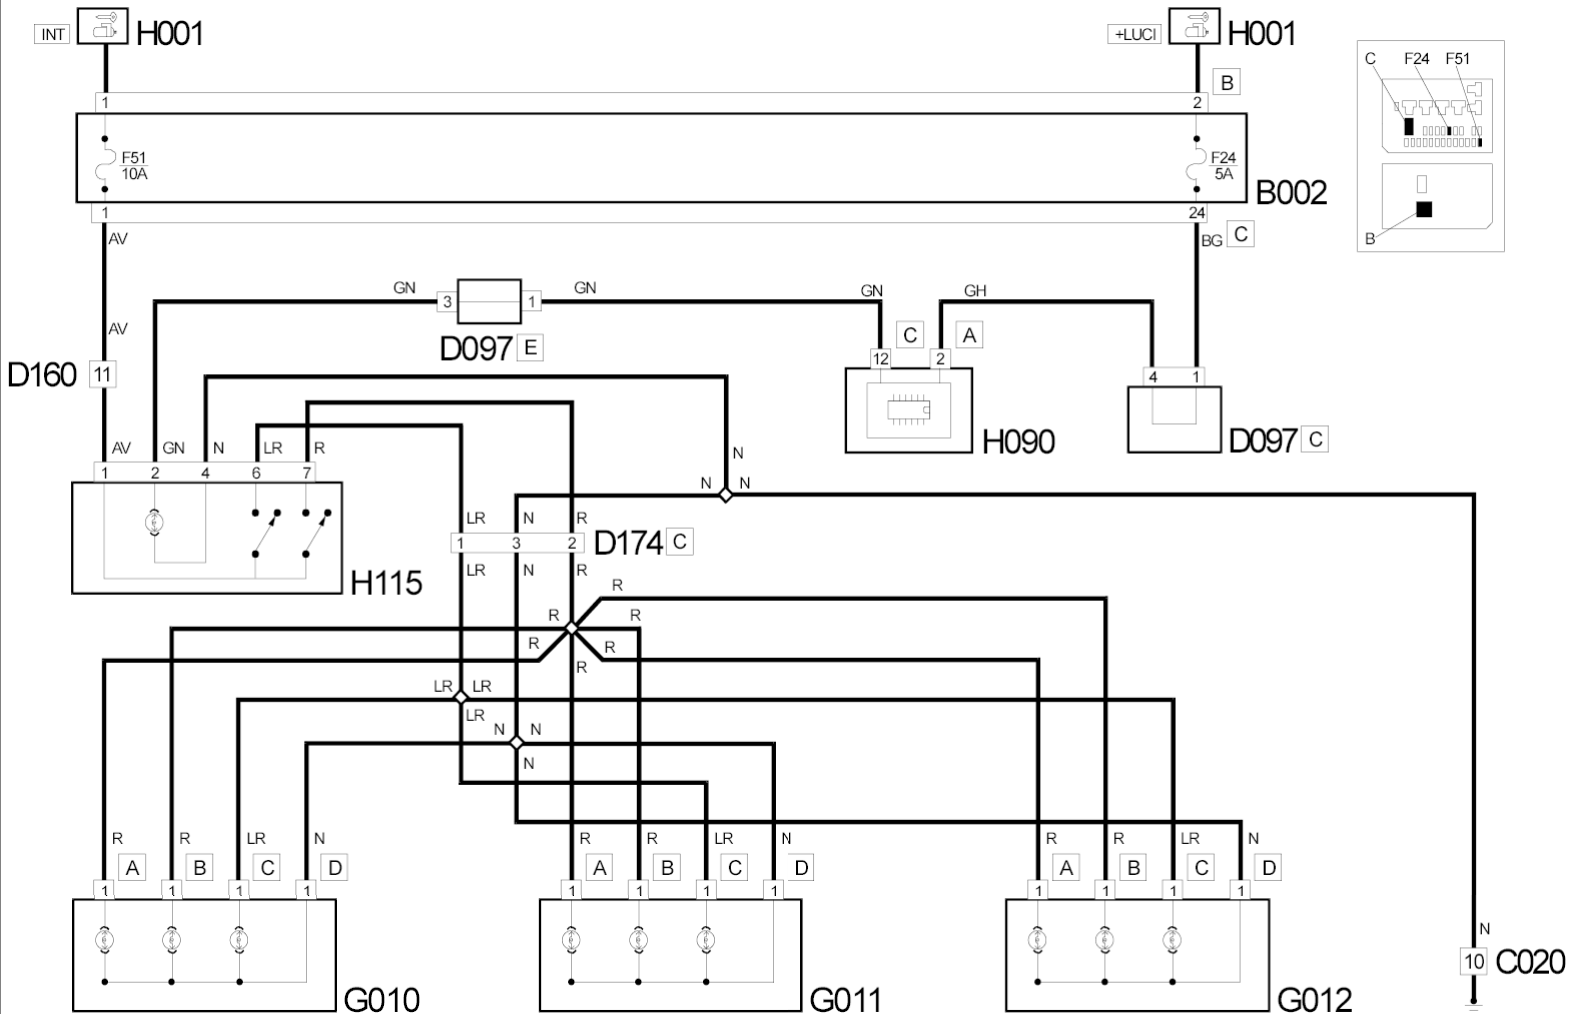 INT H001 +LUCI H001
B
C F24 F51
1 2
F51
10A
F24
5A
B002
1 24
AV BG C
B
GN 3 1 GN GN GH
AV
D097 E
C A
12 2 4 1
D160 11
H090 D097 C
AV GN N LR R
N
1 2 4 6 7
N N
LR N R
1 3 2 D174 C
LR N R
H115
R
R R
R R
R
LR LR
LR
N N
N
R R LR N R R LR N R R LR N
A B C D A B C D A B C D
1 1 1 1 1 1 1 1 1 1 1 1
N
10 C020
G010 G011 G012